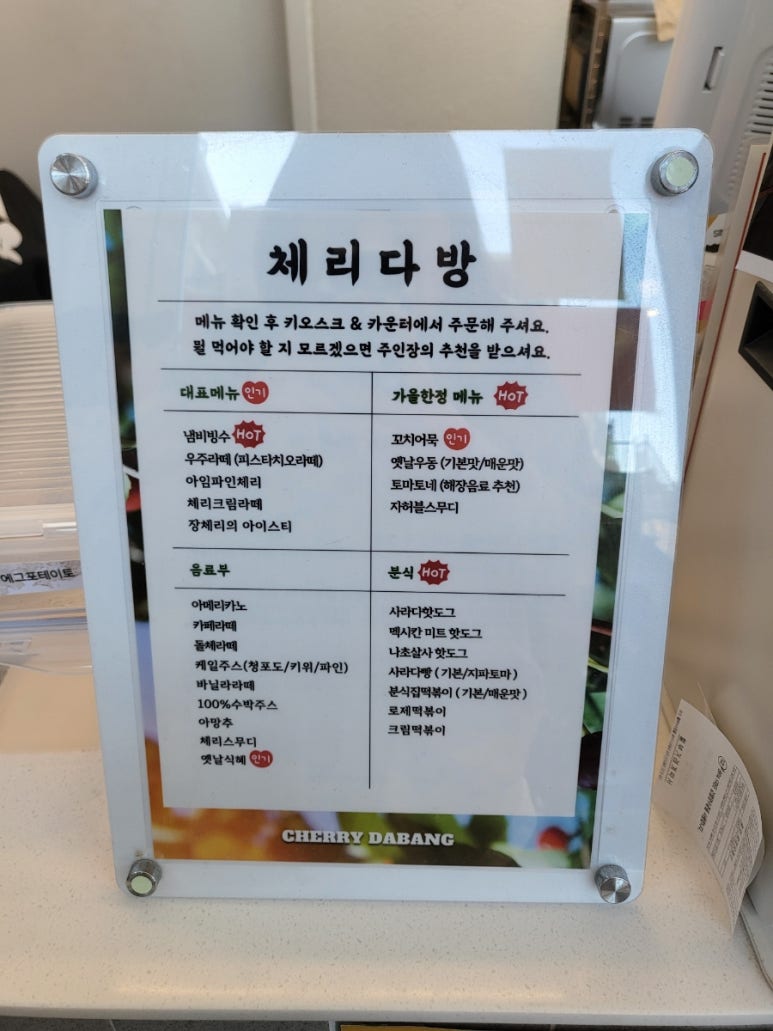 체리다방
메뉴 확인 후 키오스크 & 카운터에서 주문해 주셔요.
뭘 먹어야 할 지 모르겠으면 주인장의 추천을 받으셔요.
대표메뉴 인기
냄비빙수 HOT
우주라떼 (피스타치오라떼)
아임파인체리
체리크림라떼
장체리의 아이스티
가을한정 메뉴 HOT
꼬치어묵 인기
옛날우동 (기본맛/매운맛)
토마토네 (해장음료 추천)
자허블스무디
음료부
아메리카노
카페라떼
돌체라떼
케일주스(청포도/키위/파인)
바닐라라떼
100%수박주스
아망추
체리스무디
옛날식혜 인기
분식 HOT
사라다핫도그
멕시칸 미트 핫도그
나초살사 핫도그
사라다빵 ( 기본/지파토마 )
분식집떡볶이 ( 기본/매운맛 )
로제떡볶이
크림떡볶이
CHERRY DABANG
에그포테이토